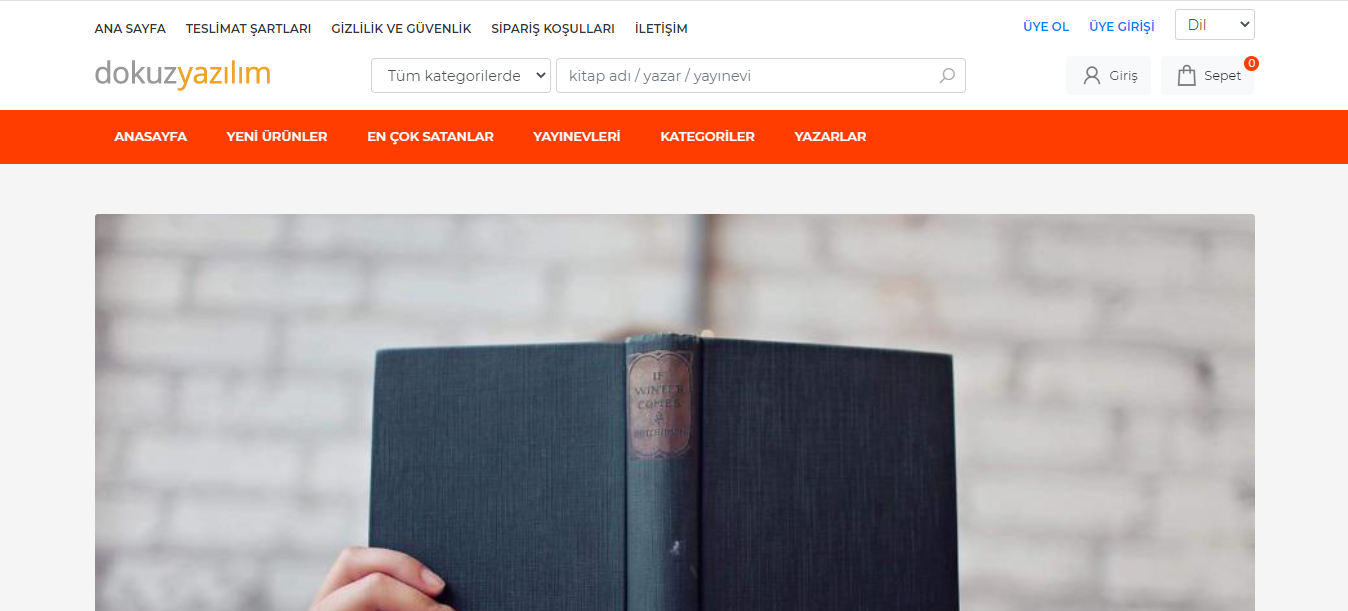 ANA SAYFA TESLİMAT ŞARTLARI GİZLİLİK VE GÜVENLİK SİPARİŞ KOŞULLARI İLETİŞİM ÜYE OL ÜYE GİRİŞİ Dil
dokuzyazılım Tüm kategorilerde kitap adı / yazar / yayınevi Giriş Sepet 0
ANASAYFA YENİ ÜRÜNLER EN ÇOK SATANLAR YAYINEVLERİ KATEGORİLER YAZARLAR
IF
WINTER
COMES
HUTCHINSON